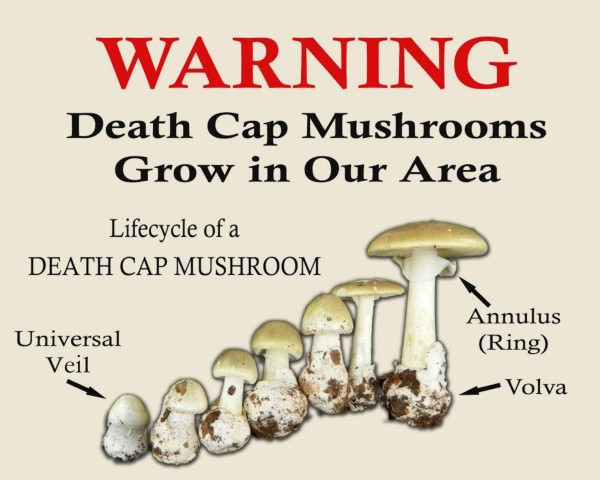 WARNING
Death Cap Mushrooms
Grow in Our Area
Lifecycle of a
DEATH CAP MUSHROOM
Universal
Veil
Annulus
(Ring)
Volva